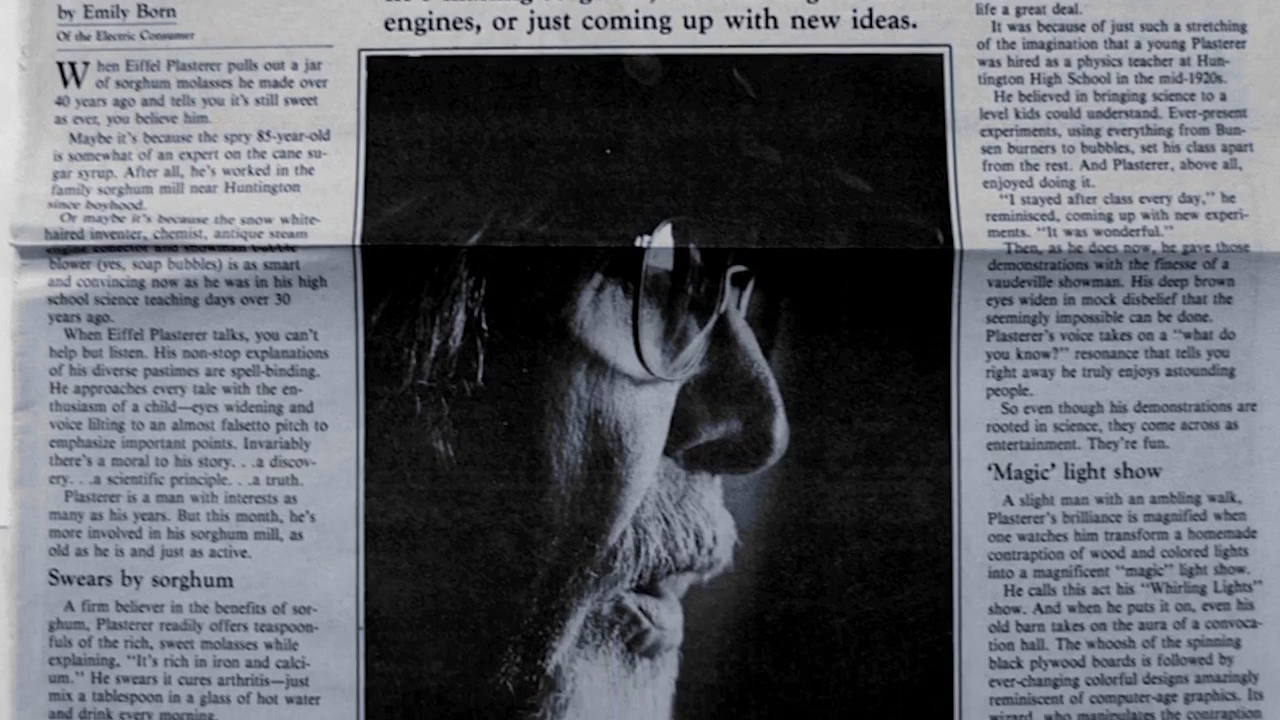 by Emily Born
Of the Electric Consumer
When Eiffel Plasterer pulls out a jar
of sorghum molasses he made over
40 years ago and tells you it's still sweet
as ever, you believe him.
Maybe it's because the spry 85-year-old
is somewhat of an expert on the cane su-
gar syrup. After all, he's worked in the
family sorghum mill near Huntington
since boyhood.
Or maybe it's because the snow white-
haired inventer, chemist, antique steam
engine collector and showman bubble
blower (yes, soap bubbles) is as smart
and convincing now as he was in his high
school science teaching days over 30
years ago.
When Eiffel Plasterer talks, you can't
help but listen. His non-stop explanations
of his diverse pastimes are spell-binding.
He approaches every tale with the en-
thusiasm of a child—eyes widening and
voice lilting to an almost falsetto pitch to
emphasize important points. Invariably
there's a moral to his story. . .a discov-
ery. . .a scientific principle. . .a truth.
Plasterer is a man with interests as
many as his years. But this month, he's
more involved in his sorghum mill, as
old as he is and just as active.
Swears by sorghum
A firm believer in the benefits of sor-
ghum, Plasterer readily offers teaspoon-
fuls of the rich, sweet molasses while
explaining, "It's rich in iron and calci-
um." He swears it cures arthritis—just
mix a tablespoon in a glass of hot water
and drink every morning.
engines, or just coming up with new ideas.
life a great deal.
It was because of just such a stretching
of the imagination that a young Plasterer
was hired as a physics teacher at Hun-
tington High School in the mid-1920s.
He believed in bringing science to a
level kids could understand. Ever-present
experiments, using everything from Bun-
sen burners to bubbles, set his class apart
from the rest. And Plasterer, above all,
enjoyed doing it.
"I stayed after class every day," he
reminisced, coming up with new experi-
ments. "It was wonderful."
Then, as he does now, he gave those
demonstrations with the finesse of a
vaudeville showman. His deep brown
eyes widen in mock disbelief that the
seemingly impossible can be done.
Plasterer's voice takes on a "what do
you know?" resonance that tells you
right away he truly enjoys astounding
people.
So even though his demonstrations are
rooted in science, they come across as
entertainment. They're fun.
'Magic' light show
A slight man with an ambling walk,
Plasterer's brilliance is magnified when
one watches him transform a homemade
contraption of wood and colored lights
into a magnificent "magic" light show.
He calls this act his "Whirling Lights"
show. And when he puts it on, even his
old barn takes on the aura of a convoca-
tion hall. The whoosh of the spinning
black plywood boards is followed by
ever-changing colorful designs amazingly
reminiscent of computer-age graphics. Its
wizard, who manipulates the contraption